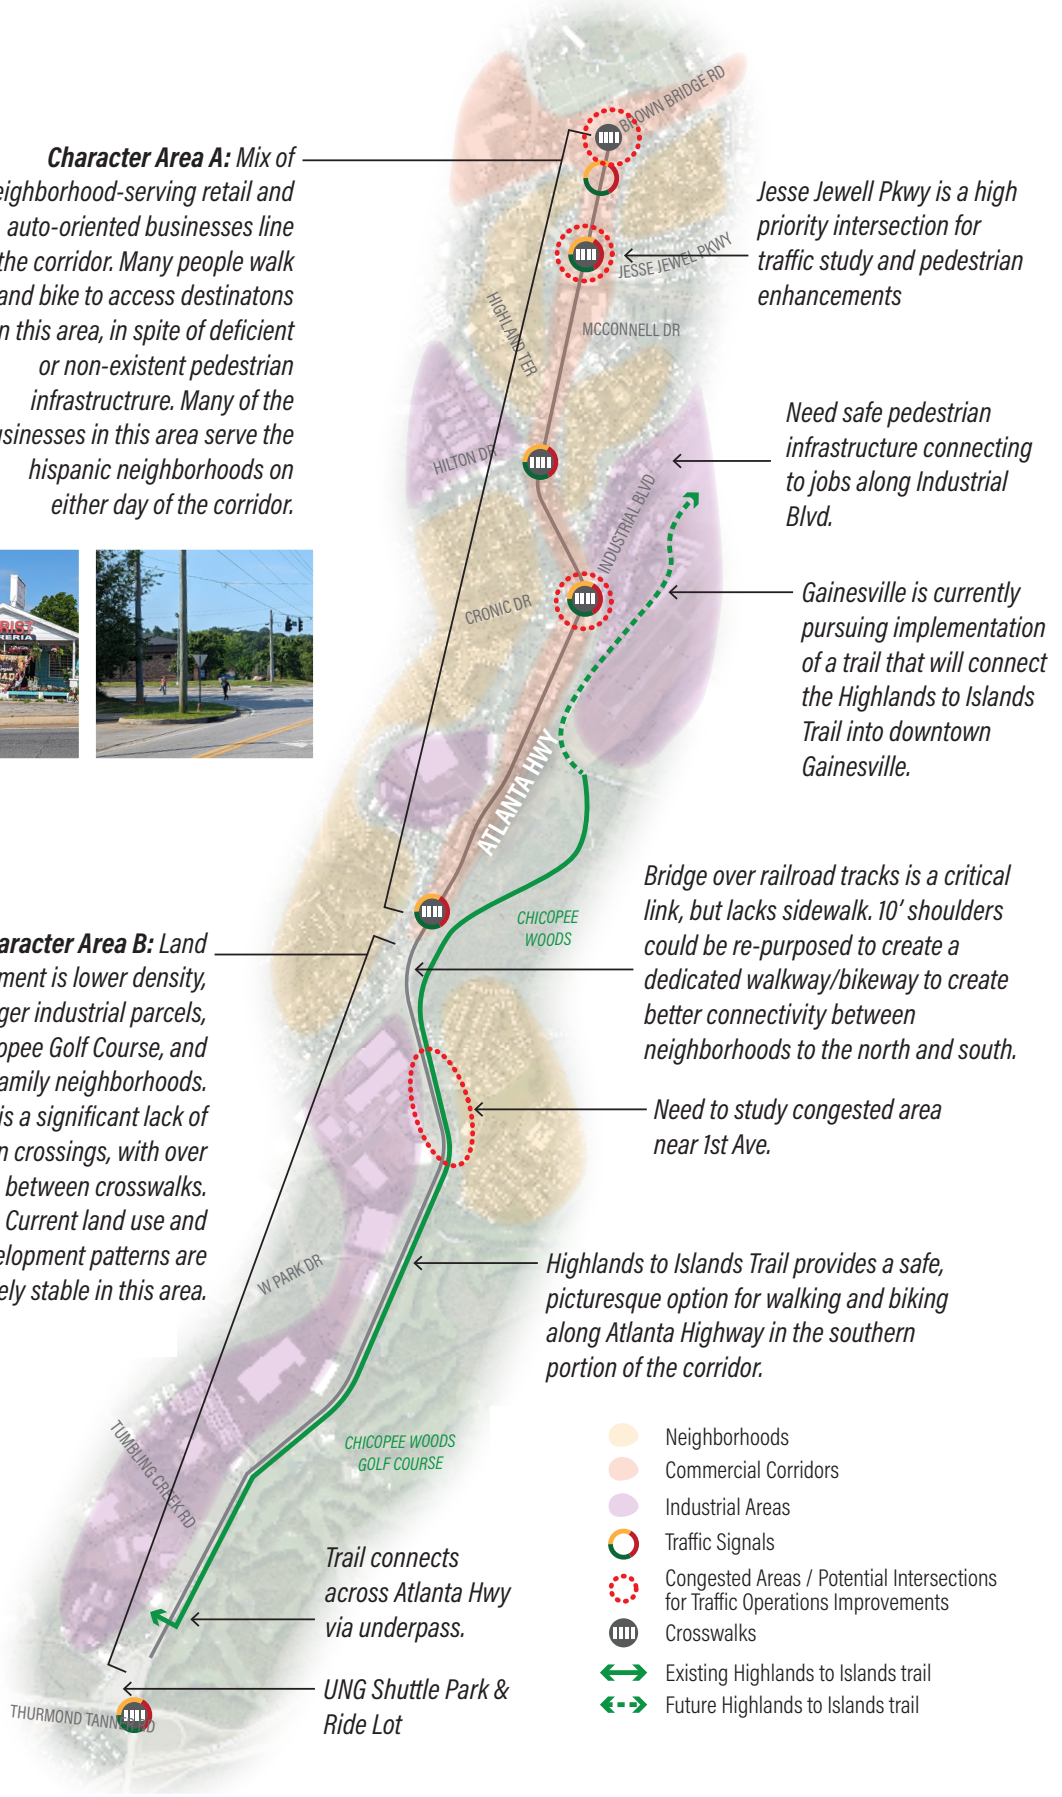 Character Area A: Mix of
eighborhood-serving retail and
auto-oriented businesses line
the corridor. Many people walk
and bike to access destinatons
n this area, in spite of deficient
or non-existent pedestrian
infrastructrure. Many of the
usinesses in this area serve the
hispanic neighborhoods on
either day of the corridor.
BROWN BRIDGE RD
Jesse Jewell Pkwy is a high
priority intersection for
traffic study and pedestrian
enhancements
JESSE JEWEL PKWY
HIGHLAND TER
MCCONNELL DR
HILTON DR
Need safe pedestrian
infrastructure connecting
to jobs along Industrial
Blvd.
INDUSTRIAL BLVD
CRONIC DR
Gainesville is currently
pursuing implementation
of a trail that will connect
the Highlands to Islands
Trail into downtown
Gainesville.
ATLANTA HWY
CHICOPEE
WOODS
Bridge over railroad tracks is a critical
link, but lacks sidewalk. 10’ shoulders
could be re-purposed to create a
dedicated walkway/bikeway to create
better connectivity between
neighborhoods to the north and south.
aracter Area B: Land
ment is lower density,
ger industrial parcels,
opee Golf Course, and
amily neighborhoods.
is a significant lack of
n crossings, with over
between crosswalks.
Current land use and
elopment patterns are
ely stable in this area.
Need to study congested area
near 1st Ave.
W PARK DR
Highlands to Islands Trail provides a safe,
picturesque option for walking and biking
along Atlanta Highway in the southern
portion of the corridor.
TUMBLING CREEK RD
CHICOPEE WOODS
GOLF COURSE
Trail connects
across Atlanta Hwy
via underpass.
UNG Shuttle Park &
Ride Lot
THURMOND TANNER RD
Neighborhoods
Commercial Corridors
Industrial Areas
Traffic Signals
Congested Areas / Potential Intersections
for Traffic Operations Improvements
Crosswalks
Existing Highlands to Islands trail
Future Highlands to Islands trail